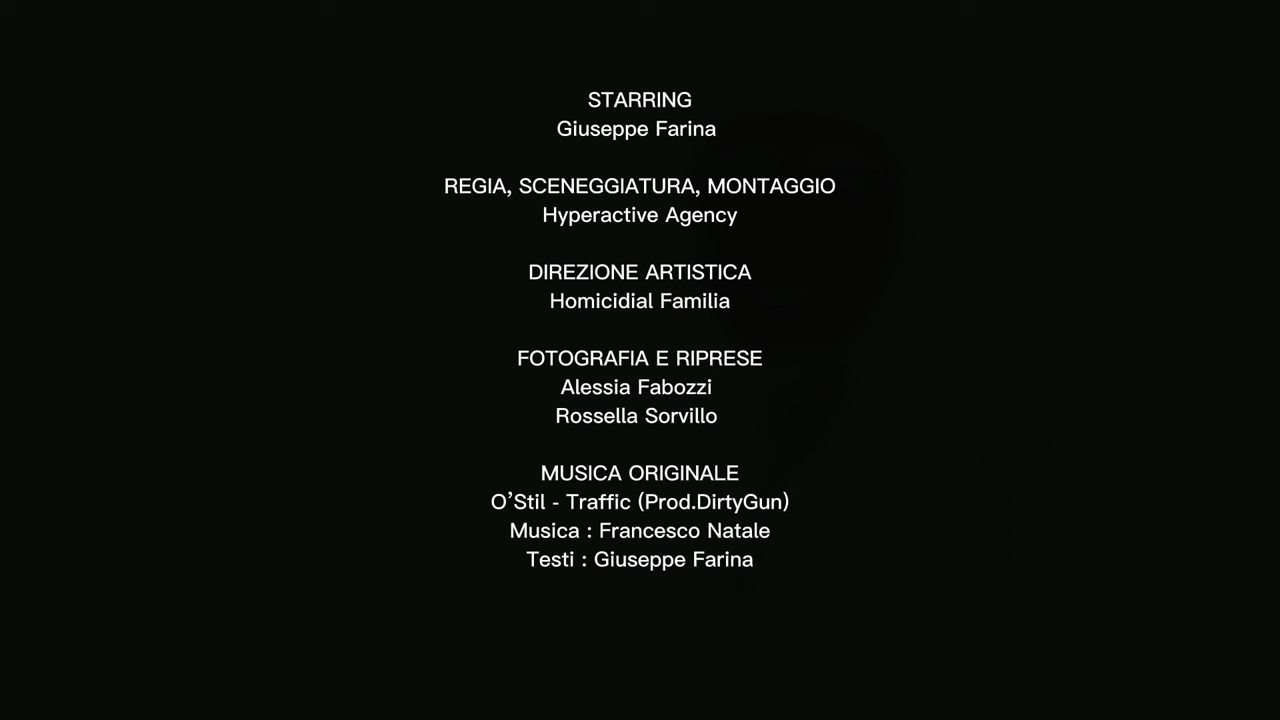 STARRING
Giuseppe Farina
REGIA, SCENEGGIATURA, MONTAGGIO
Hyperactive Agency
DIREZIONE ARTISTICA
Homicidial Familia
FOTOGRAFIA E RIPRESE
Alessia Fabozzi
Rossella Sorvillo
MUSICA ORIGINALE
O’Stil - Traffic (Prod.DirtyGun)
Musica : Francesco Natale
Testi : Giuseppe Farina